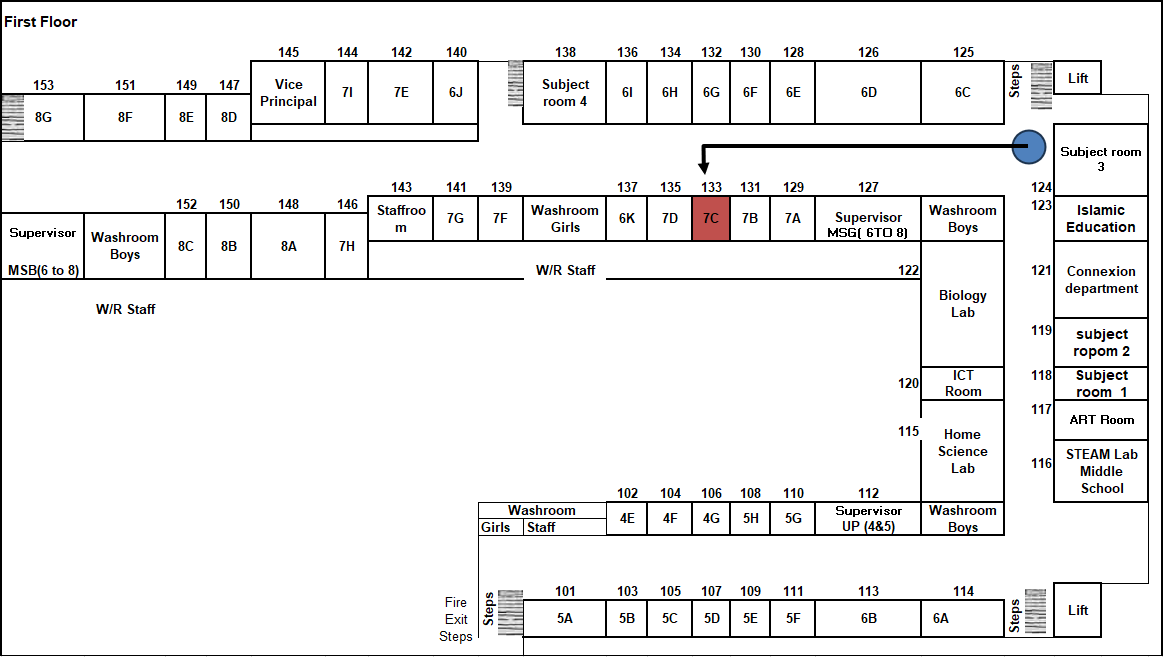 First Floor
145 144 142 140 138 136 134 132 130 128 126 125
153 151 149 147
Vice
Principal
7I 7E 6J
Subject
room 4
6I 6H 6G 6F 6E 6D 6C
Steps
Lift
8G 8F 8E 8D
Subject room
3
143 141 139 137 135 133 131 129 127 124
152 150 148 146
123
Staffroo
m
7G 7F
Washroom
Girls
6K 7D 7C 7B 7A
Supervisor
MSG( 6TO 8)
Washroom
Boys
Islamic
Education
Supervisor
MSB(6 to 8)
Washroom
Boys
8C 8B 8A 7H
W/R Staff
122
121
Connexion
department
W/R Staff
Biology
Lab
119
subject
ropom 2
120
ICT
Room
118
Subject
room 1
117
ART Room
115
Home
Science
Lab
116
STEAM Lab
Middle
School
102 104 106 108 110 112
Washroom
Girls Staff
4E 4F 4G 5H 5G
Supervisor
UP (4&5)
Washroom
Boys
101 103 105 107 109 111 113 114
Fire
Exit
Steps
Steps
5A 5B 5C 5D 5E 5F 6B 6A
Steps
Lift